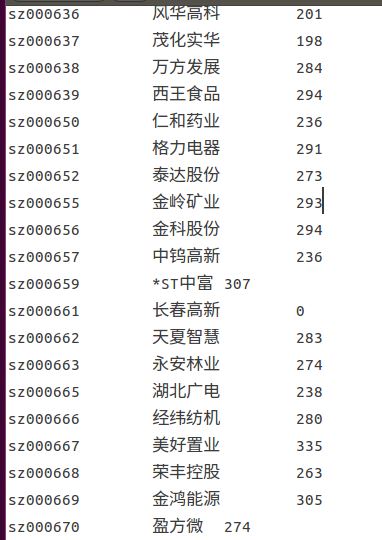 sz000636 风华高科 201
sz000637 茂化实华 198
sz000638 万方发展 284
sz000639 西王食品 294
sz000650 仁和药业 236
sz000651 格力电器 291
sz000652 泰达股份 273
sz000655 金岭矿业 293
sz000656 金科股份 294
sz000657 中钨高新 236
sz000659 *ST中富 307
sz000661 长春高新 0
sz000662 天夏智慧 283
sz000663 永安林业 274
sz000665 湖北广电 238
sz000666 经纬纺机 280
sz000667 美好置业 335
sz000668 荣丰控股 263
sz000669 金鸿能源 305
sz000670 盈方微 274